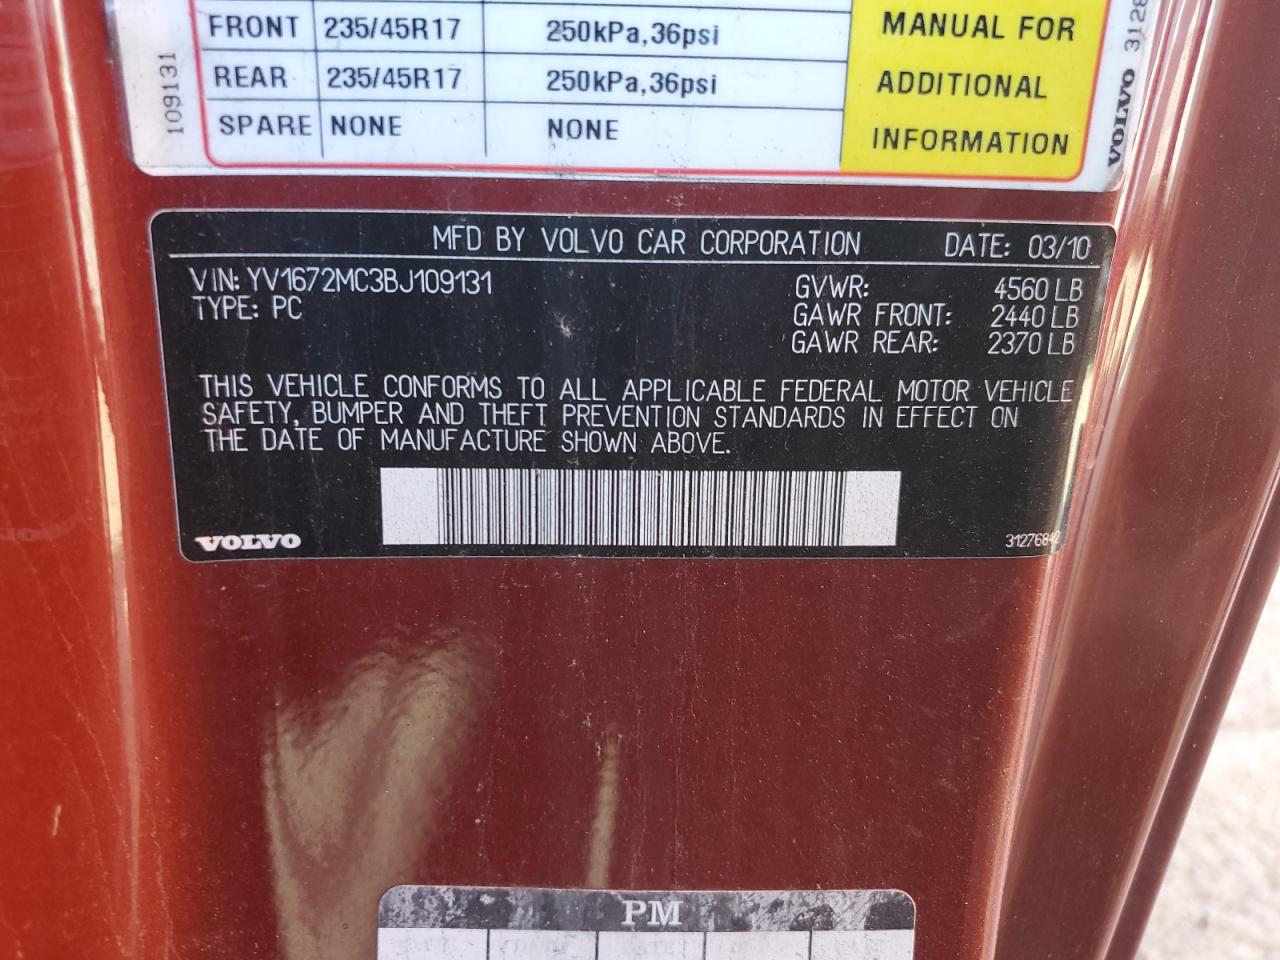 FRONT 235/45R17 250kPa,36psi MANUAL FOR
REAR 235/45R17 250kPa,36psi ADDITIONAL
SPARE NONE NONE INFORMATION
109131
VOLVO 3128
MFD BY VOLVO CAR CORPORATION DATE: 03/10
VIN: YV1672MC3BJ109131 GVWR: 4560 LB
TYPE: PC GAWR FRONT: 2440 LB
GAWR REAR: 2370 LB
THIS VEHICLE CONFORMS TO ALL APPLICABLE FEDERAL MOTOR VEHICLE
SAFETY, BUMPER AND THEFT PREVENTION STANDARDS IN EFFECT ON
THE DATE OF MANUFACTURE SHOWN ABOVE.
VOLVO 31276842
PM